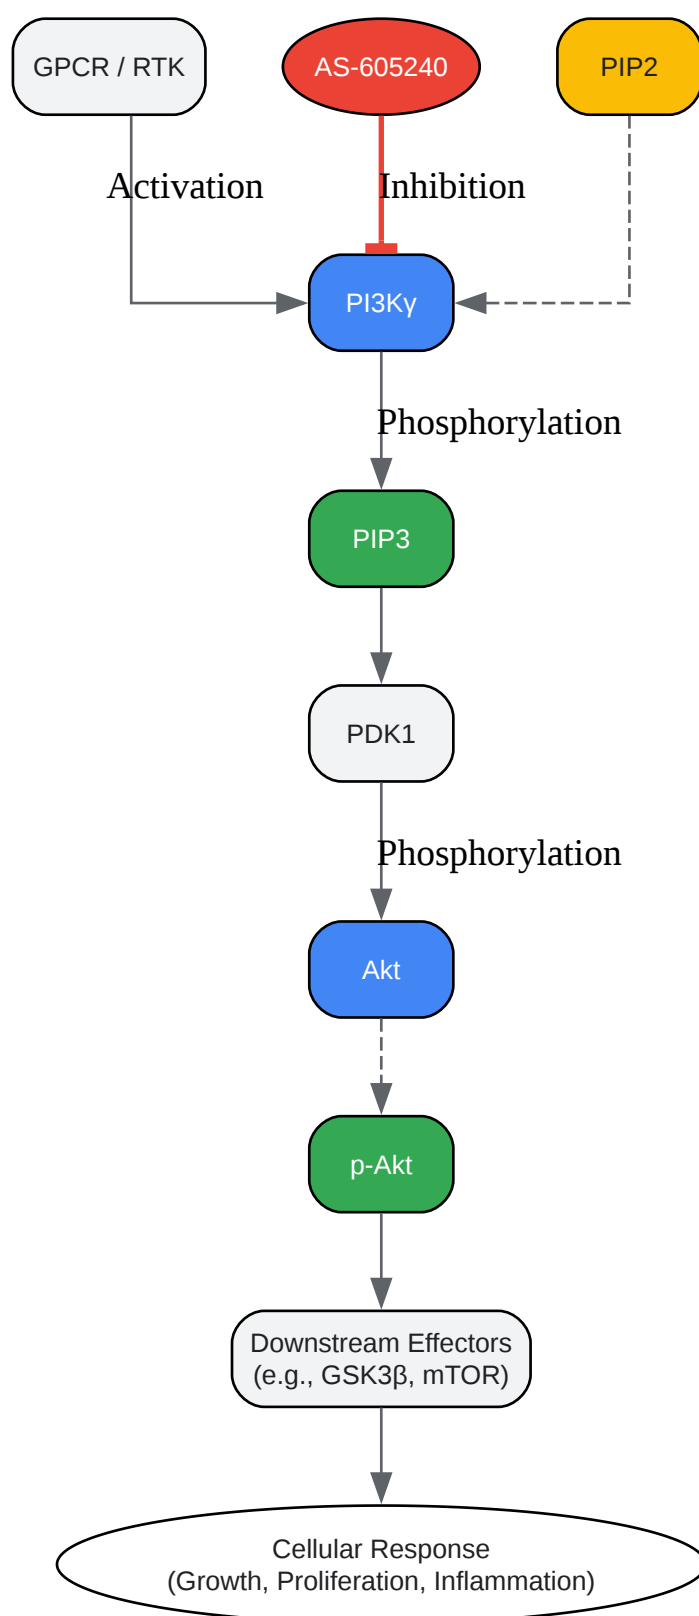 GPCR / RTK
AS-605240
PIP2
Activation
Inhibition
PI3Kγ
Phosphorylation
PIP3
PDK1
Phosphorylation
Akt
p-Akt
Downstream Effectors
(e.g., GSK3β, mTOR)
Cellular Response
(Growth, Proliferation, Inflammation)